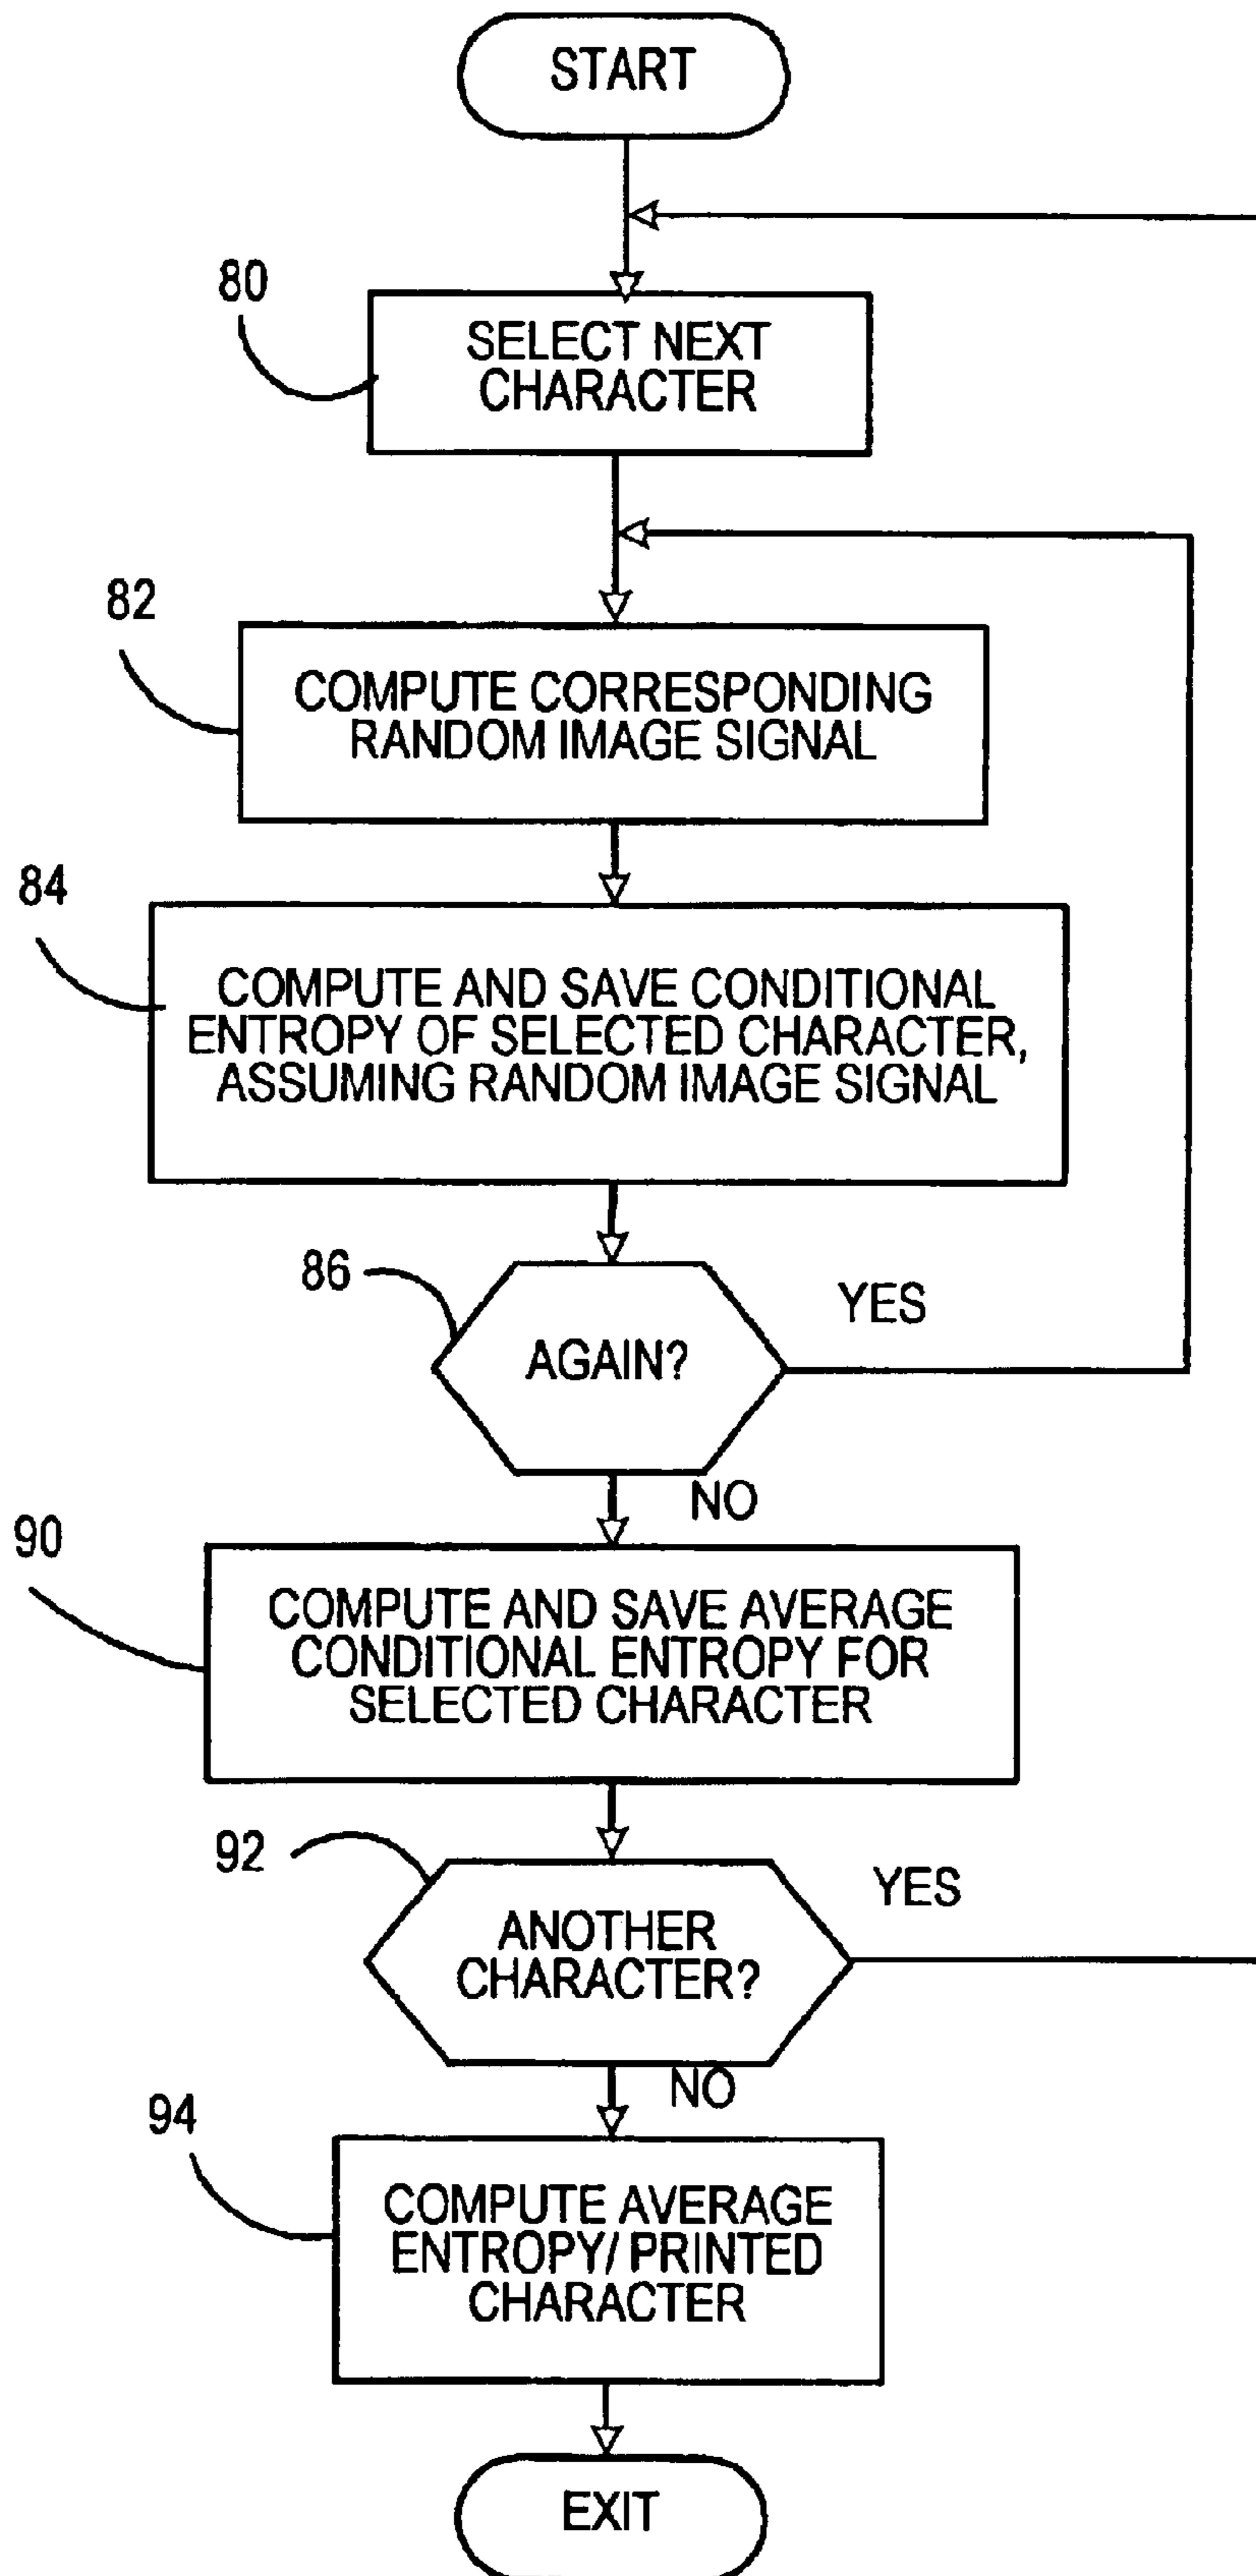 START
80
SELECT NEXT
CHARACTER
82
COMPUTE CORRESPONDING
RANDOM IMAGE SIGNAL
84
COMPUTE AND SAVE CONDITIONAL
ENTROPY OF SELECTED CHARACTER,
ASSUMING RANDOM IMAGE SIGNAL
86
AGAIN?
YES
NO
90
COMPUTE AND SAVE AVERAGE
CONDITIONAL ENTROPY FOR
SELECTED CHARACTER
92
ANOTHER
CHARACTER?
YES
NO
94
COMPUTE AVERAGE
ENTROPY/ PRINTED
CHARACTER
EXIT